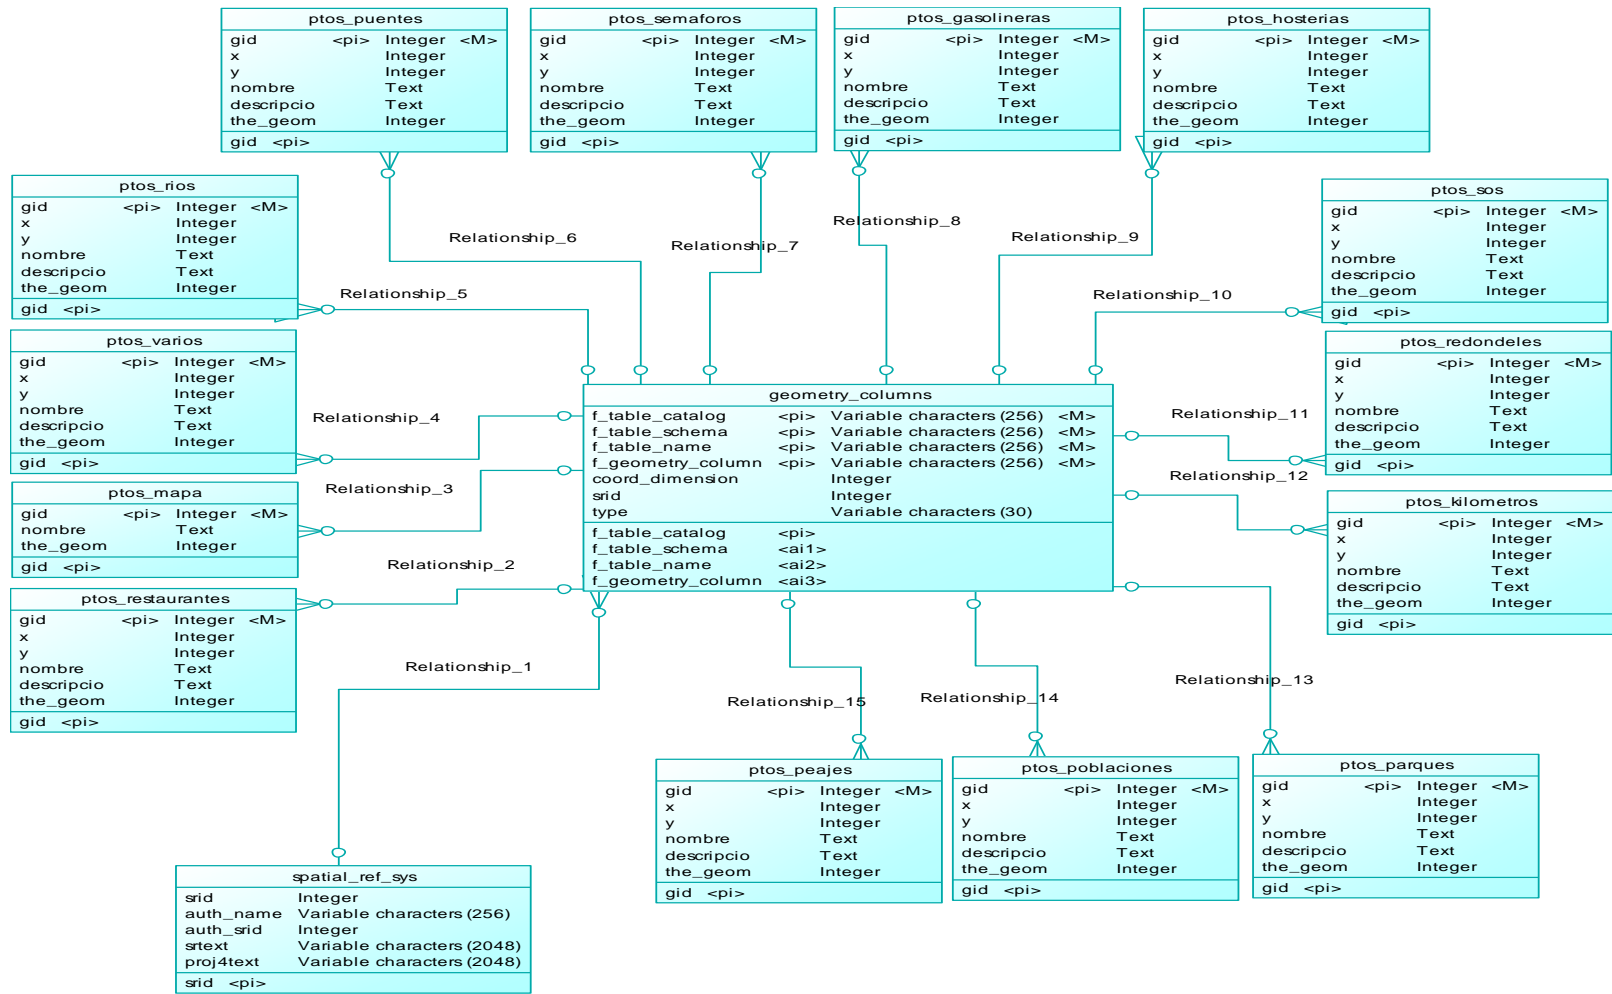 ptos_puentes
gid <pi> Integer <M>
x Integer
y Integer
nombre Text
descripcio Text
the_geom Integer
gid <pi>
ptos_semaforos
gid <pi> Integer <M>
x Integer
y Integer
nombre Text
descripcio Text
the_geom Integer
gid <pi>
ptos_gasolineras
gid <pi> Integer <M>
x Integer
y Integer
nombre Text
descripcio Text
the_geom Integer
gid <pi>
ptos_hosterias
gid <pi> Integer <M>
x Integer
y Integer
nombre Text
descripcio Text
the_geom Integer
gid <pi>
ptos_rios
gid <pi> Integer <M>
x Integer
y Integer
nombre Text
descripcio Text
the_geom Integer
gid <pi>
ptos_sos
gid <pi> Integer <M>
x Integer
y Integer
nombre Text
descripcio Text
the_geom Integer
gid <pi>
Relationship_6
Relationship_7
Relationship_8
Relationship_9
Relationship_5
Relationship_10
ptos_varios
gid <pi> Integer <M>
x Integer
y Integer
nombre Text
descripcio Text
the_geom Integer
gid <pi>
Relationship_4
geometry_columns
f_table_catalog <pi> Variable characters (256) <M>
f_table_schema <pi> Variable characters (256) <M>
f_table_name <pi> Variable characters (256) <M>
f_geometry_column <pi> Variable characters (256) <M>
coord_dimension Integer
srid Integer
type Variable characters (30)
f_table_catalog <pi>
f_table_schema <ai1>
f_table_name <ai2>
f_geometry_column <ai3>
Relationship_11
ptos_redondeles
gid <pi> Integer <M>
x Integer
y Integer
nombre Text
descripcio Text
the_geom Integer
gid <pi>
Relationship_12
ptos_mapa
gid <pi> Integer <M>
nombre Text
the_geom Integer
gid <pi>
Relationship_3
Relationship_2
ptos_kilometros
gid <pi> Integer <M>
x Integer
y Integer
nombre Text
descripcio Text
the_geom Integer
gid <pi>
ptos_restaurantes
gid <pi> Integer <M>
x Integer
y Integer
nombre Text
descripcio Text
the_geom Integer
gid <pi>
Relationship_1
Relationship_15
Relationship_14
Relationship_13
ptos_peajes
gid <pi> Integer <M>
x Integer
y Integer
nombre Text
descripcio Text
the_geom Integer
gid <pi>
ptos_poblaciones
gid <pi> Integer <M>
x Integer
y Integer
nombre Text
descripcio Text
the_geom Integer
gid <pi>
ptos_parques
gid <pi> Integer <M>
x Integer
y Integer
nombre Text
descripcio Text
the_geom Integer
gid <pi>
spatial_ref_sys
srid Integer
auth_name Variable characters (256)
auth_srid Integer
srtext Variable characters (2048)
proj4text Variable characters (2048)
srid <pi>